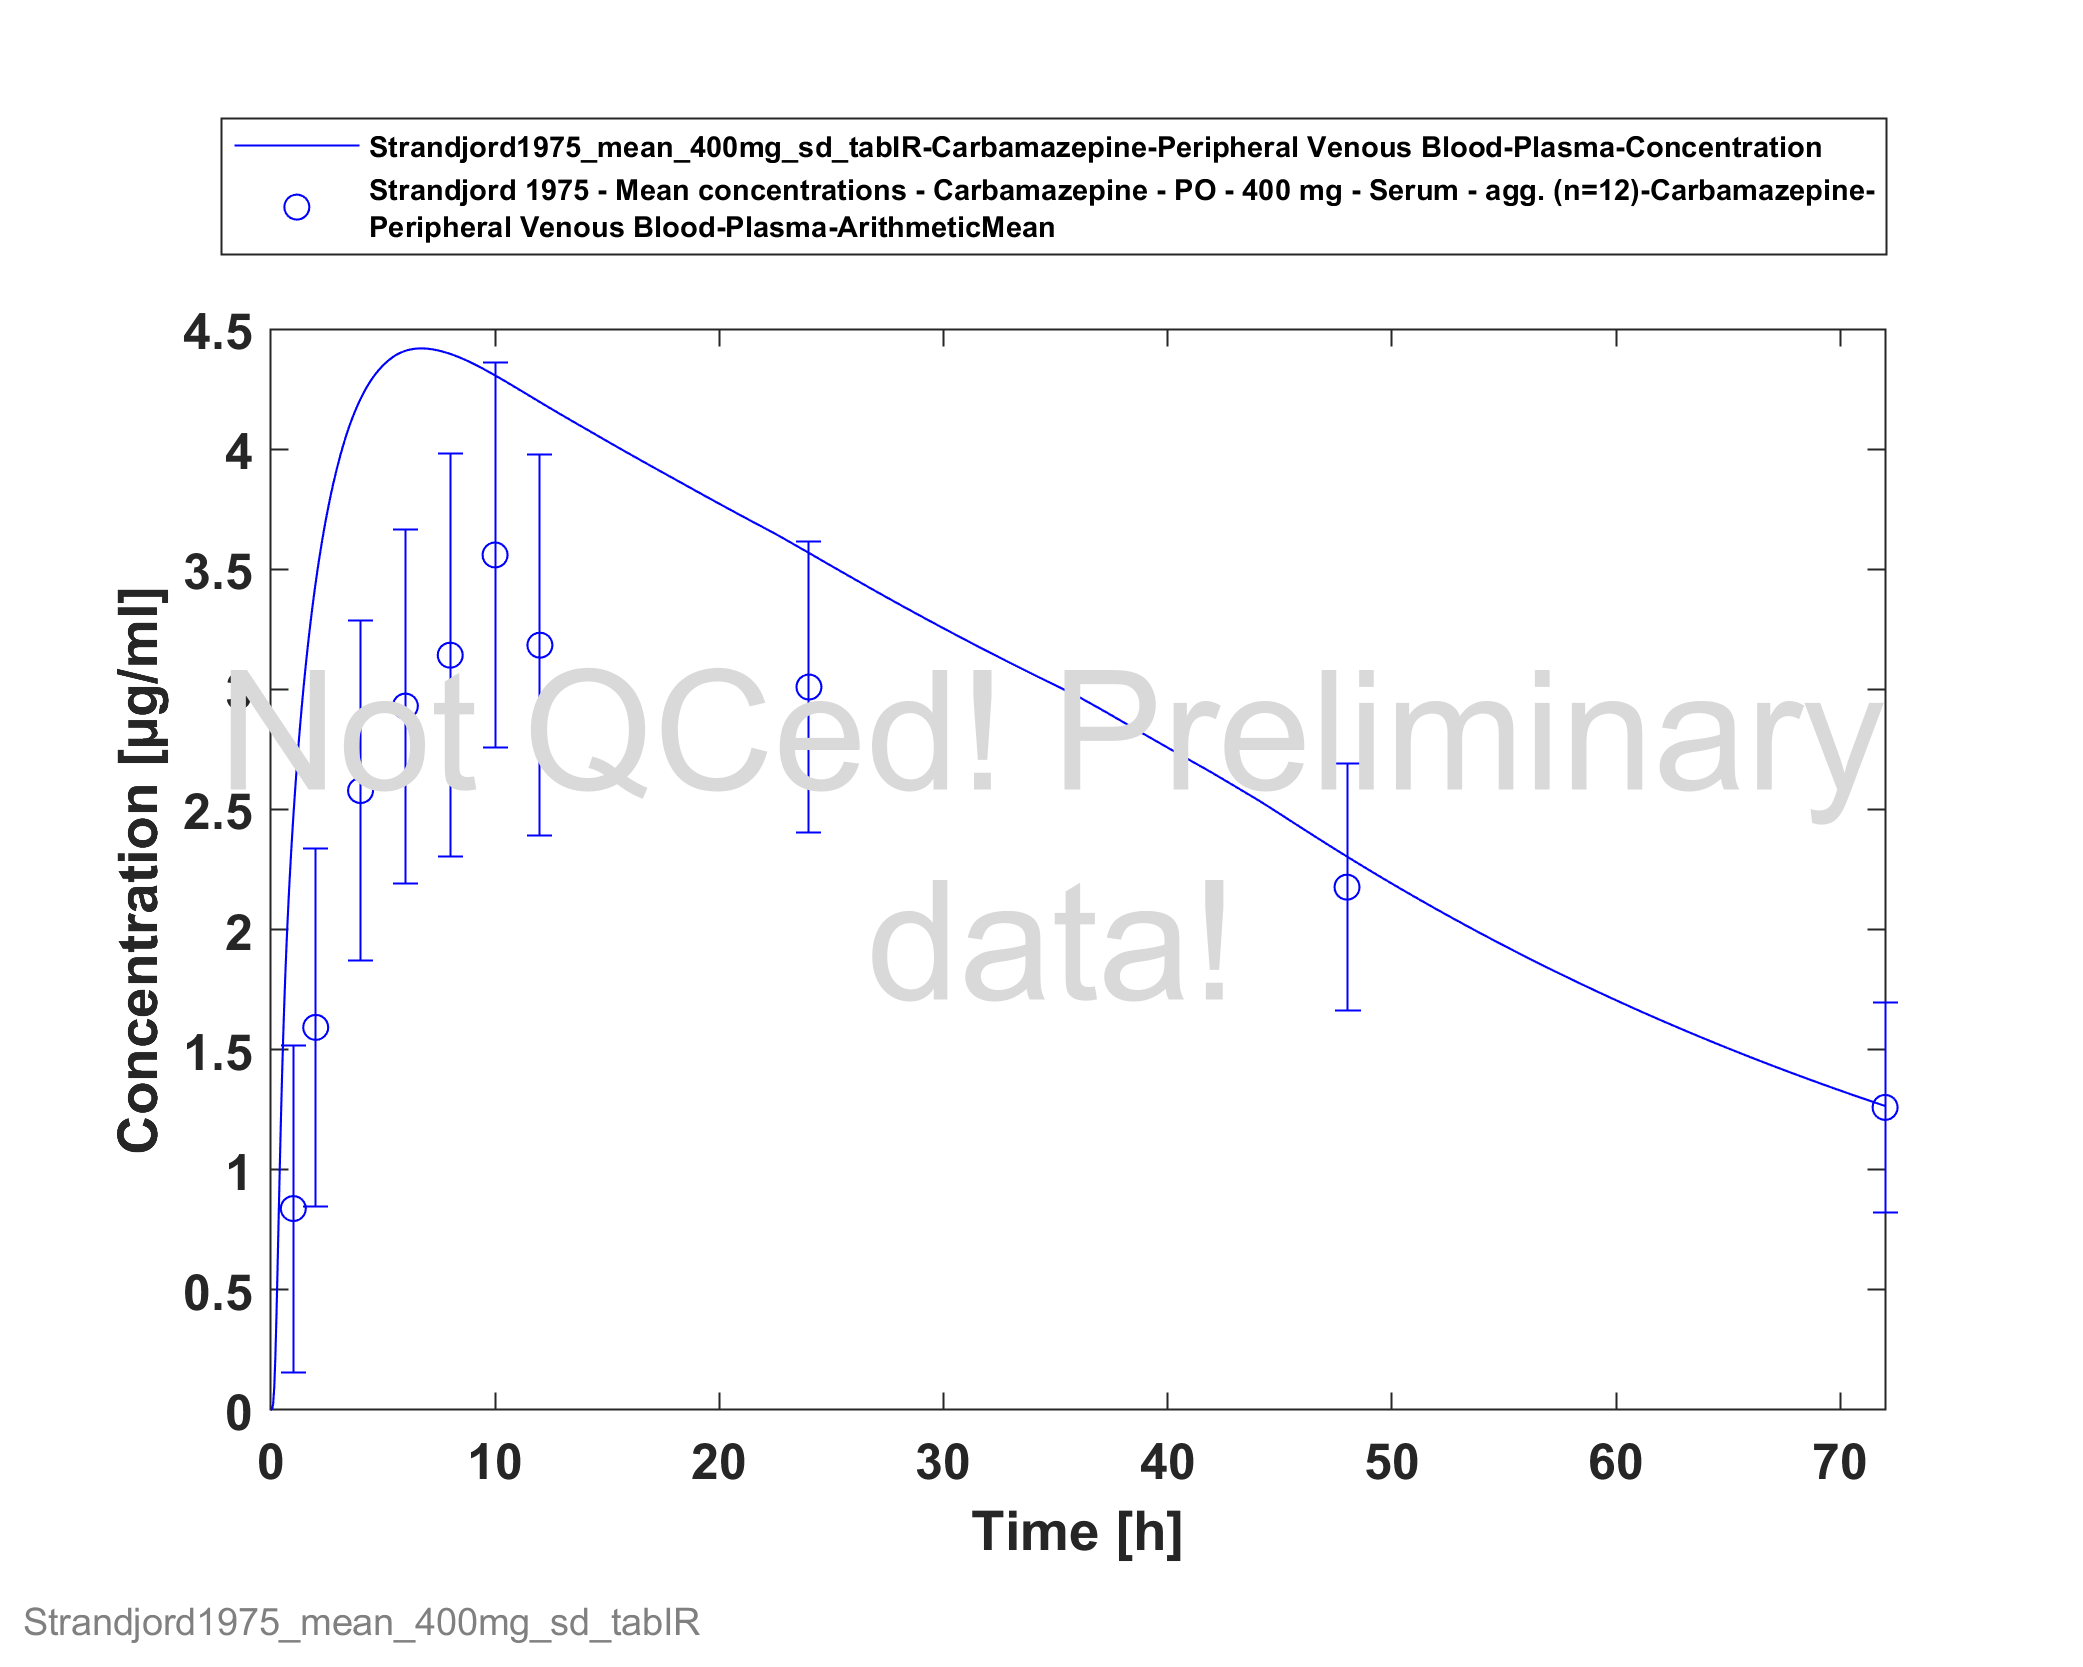 Strandjord1975_mean_400mg_sd_tabIR-Carbamazepine-Peripheral Venous Blood-Plasma-Concentration
Strandjord 1975 - Mean concentrations - Carbamazepine - PO - 400 mg - Serum - agg. (n=12)-Carbamazepine-
Peripheral Venous Blood-Plasma-ArithmeticMean
4.5
4
3.5
3
2.5
2
1.5
1
0.5
0
Concentration [µg/ml]
Not QCed! Preliminary
data!
0 10 20 30 40 50 60 70
Time [h]
Strandjord1975_mean_400mg_sd_tabIR